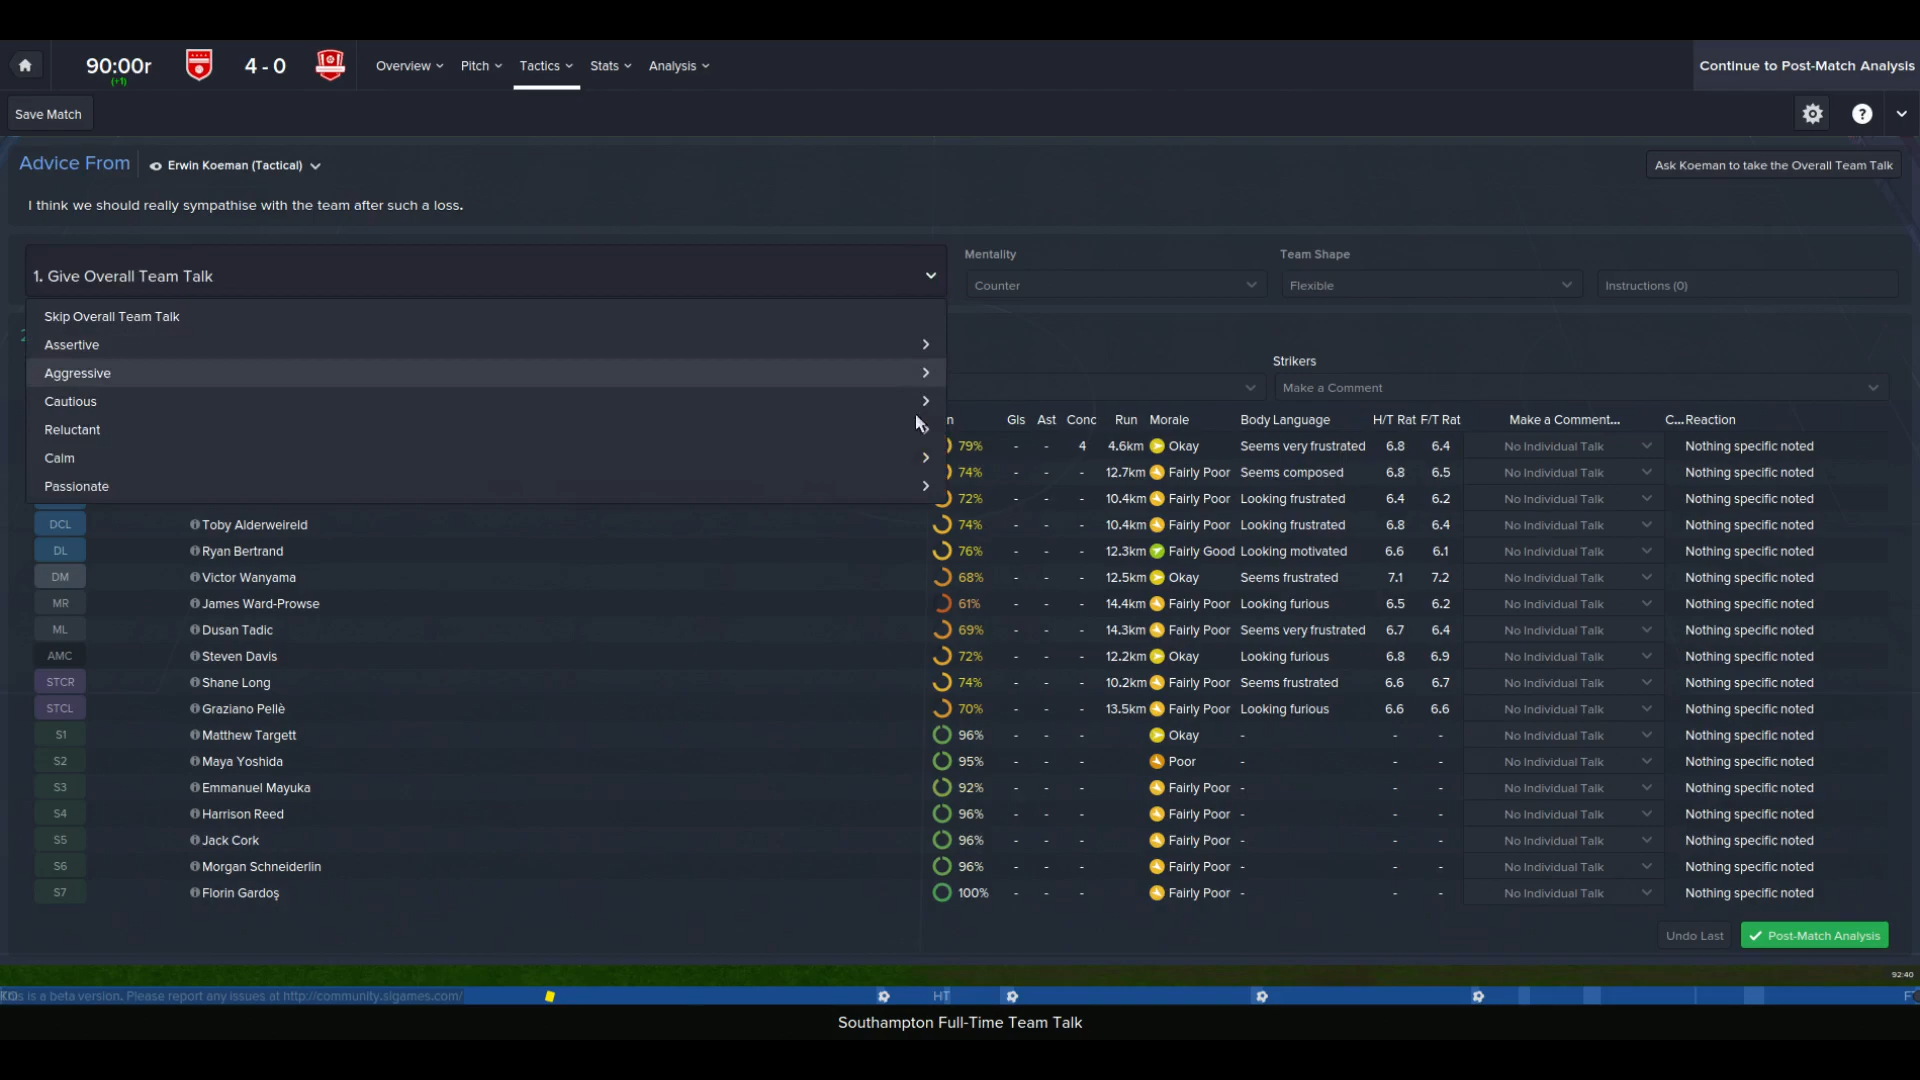 90:00r
(+1)
4 - 0
Overview
Pitch
Tactics
Stats
Analysis
Continue to Post-Match Analysis
Save Match
?
Advice From
Erwin Koeman (Tactical)
Ask Koeman to take the Overall Team Talk
I think we should really sympathise with the team after such a loss.
1. Give Overall Team Talk
Mentality
Team Shape
Counter
Flexible
Instructions (0)
Skip Overall Team Talk
Assertive
Aggressive
Cautious
Reluctant
Calm
Passionate
Strikers
Make a Comment
Gls Ast Conc Run Morale Body Language H/T Rat F/T Rat Make a Comment... C... Reaction
79% - - 4 4.6km Okay Seems very frustrated 6.8 6.4 No Individual Talk Nothing specific noted
74% - - - 12.7km Fairly Poor Seems composed 6.8 6.5 No Individual Talk Nothing specific noted
72% - - - 10.4km Fairly Poor Looking frustrated 6.4 6.2 No Individual Talk Nothing specific noted
DCL Toby Alderweireld 74% - - - 10.4km Fairly Poor Looking frustrated 6.8 6.4 No Individual Talk Nothing specific noted
DL Ryan Bertrand 76% - - - 12.3km Fairly Good Looking motivated 6.6 6.1 No Individual Talk Nothing specific noted
DM Victor Wanyama 68% - - - 12.5km Okay Seems frustrated 7.1 7.2 No Individual Talk Nothing specific noted
MR James Ward-Prowse 61% - - - 14.4km Fairly Poor Looking furious 6.5 6.2 No Individual Talk Nothing specific noted
ML Dusan Tadic 69% - - - 14.3km Fairly Poor Seems very frustrated 6.7 6.4 No Individual Talk Nothing specific noted
AMC Steven Davis 72% - - - 12.2km Okay Looking furious 6.8 6.9 No Individual Talk Nothing specific noted
STCR Shane Long 74% - - - 10.2km Fairly Poor Seems frustrated 6.6 6.7 No Individual Talk Nothing specific noted
STCL Graziano Pellè 70% - - - 13.5km Fairly Poor Looking furious 6.6 6.6 No Individual Talk Nothing specific noted
S1 Matthew Targett 96% - - - Okay - - - No Individual Talk Nothing specific noted
S2 Maya Yoshida 95% - - - Poor - - - No Individual Talk Nothing specific noted
S3 Emmanuel Mayuka 92% - - - Fairly Poor - - - No Individual Talk Nothing specific noted
S4 Harrison Reed 96% - - - Fairly Poor - - - No Individual Talk Nothing specific noted
S5 Jack Cork 96% - - - Fairly Poor - - - No Individual Talk Nothing specific noted
S6 Morgan Schneiderlin 96% - - - Fairly Poor - - - No Individual Talk Nothing specific noted
S7 Florin Gardoş 100% - - - Fairly Poor - - - No Individual Talk Nothing specific noted
Undo Last
Post-Match Analysis
92:40
is a beta version. Please report any issues at http://community.sigames.com/
HT
Southampton Full-Time Team Talk